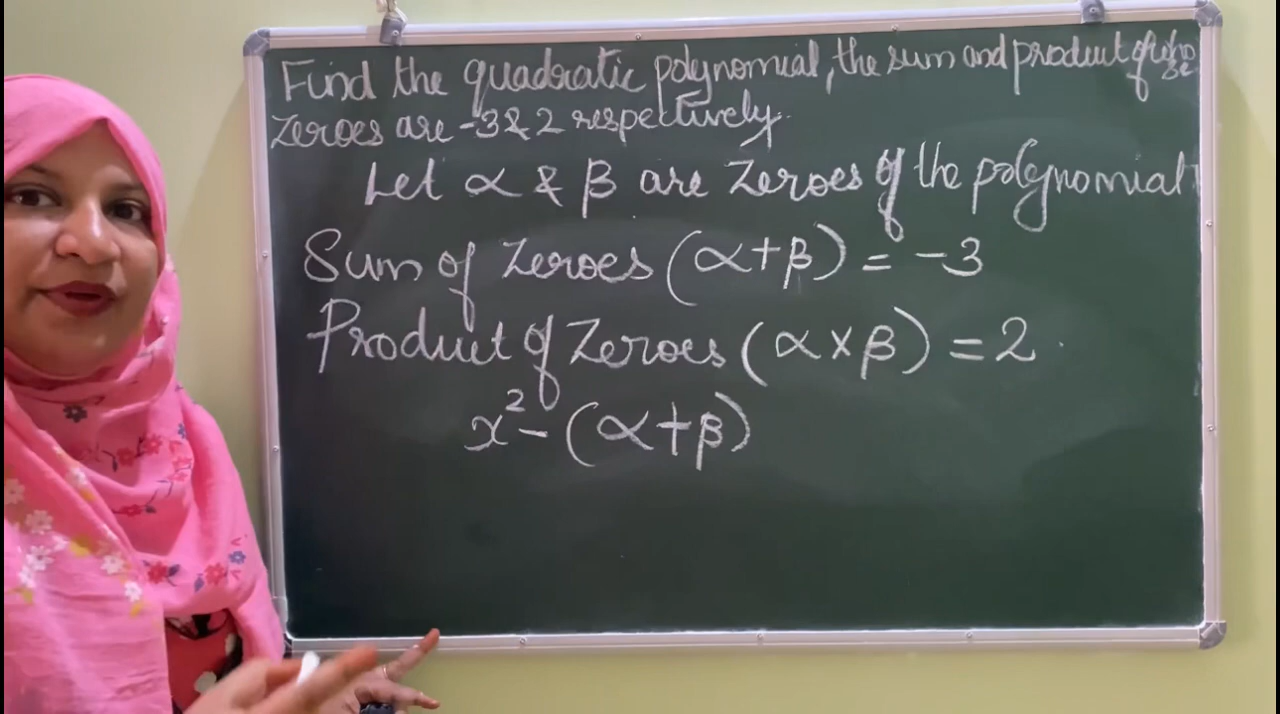 Find the quadratic polynomial, the sum and product of whose
zeroes are -3 & 2 respectively.
Let α & β are zeroes of the polynomial
Sum of zeroes (α+β) = -3
Product of zeroes (α×β) = 2.
x² - (α+β)